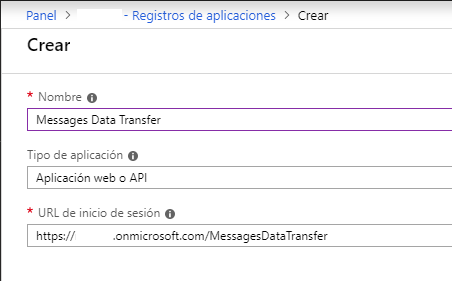 Panel > - Registros de aplicaciones > Crear
Crear
* Nombre
Messages Data Transfer
Tipo de aplicación
Aplicación web o API
* URL de inicio de sesión
https:// .onmicrosoft.com/MessagesDataTransfer